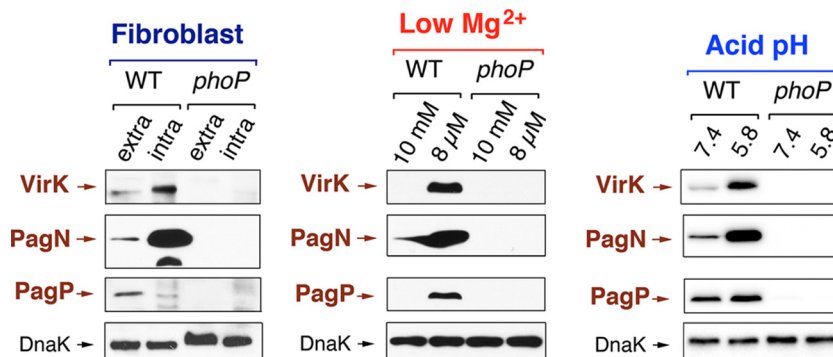 Fibroblast
WT phoP
extra intra extra intra
VirK
PagN
PagP
DnaK
Low Mg²⁺
WT phoP
10 mM 8 µM 10 mM 8 µM
VirK
PagN
PagP
DnaK
Acid pH
WT phoP
7.4 5.8 7.4 5.8
VirK
PagN
PagP
DnaK